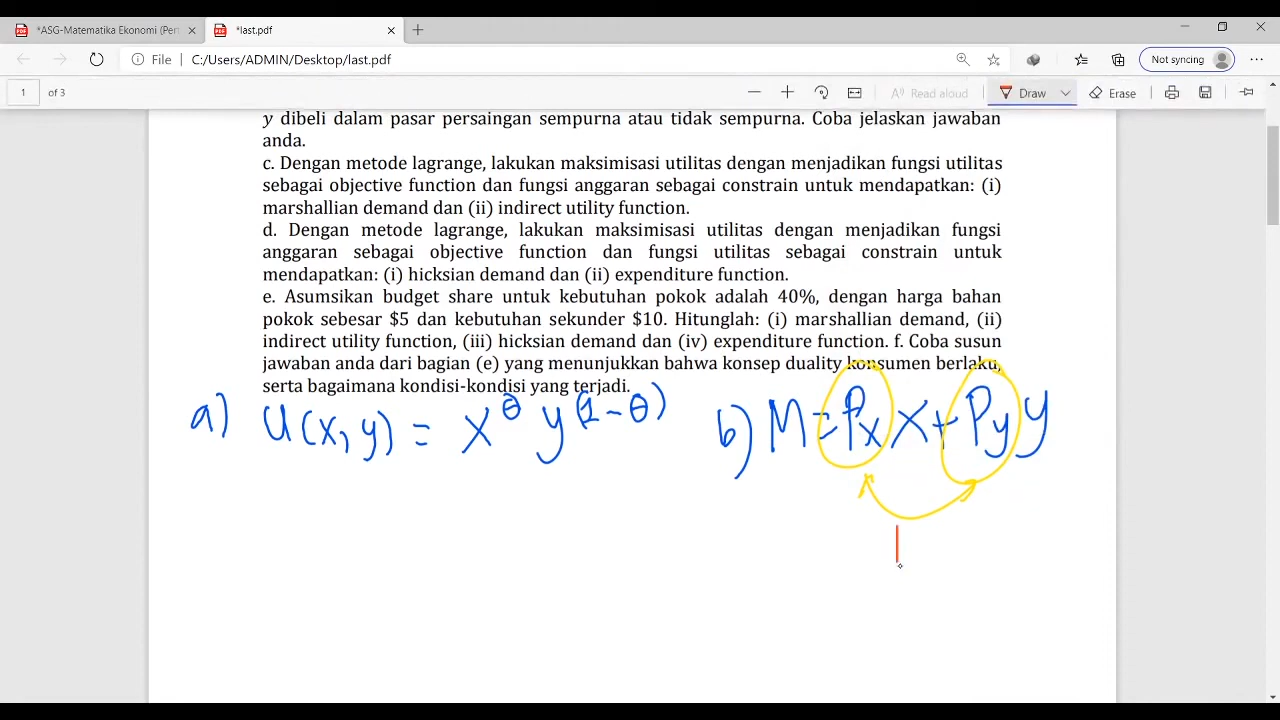 *ASG-Matematika Ekonomi (Pert
*last.pdf
File
C:/Users/ADMIN/Desktop/last.pdf
Not syncing
1 of 3
Read aloud
Draw
Erase
y dibeli dalam pasar persaingan sempurna atau tidak sempurna. Coba jelaskan jawaban
anda.
c. Dengan metode lagrange, lakukan maksimisasi utilitas dengan menjadikan fungsi utilitas
sebagai objective function dan fungsi anggaran sebagai constrain untuk mendapatkan: (i)
marshallian demand dan (ii) indirect utility function.
d. Dengan metode lagrange, lakukan maksimisasi utilitas dengan menjadikan fungsi
anggaran sebagai objective function dan fungsi utilitas sebagai constrain untuk
mendapatkan: (i) hicksian demand dan (ii) expenditure function.
e. Asumsikan budget share untuk kebutuhan pokok adalah 40%, dengan harga bahan
pokok sebesar $5 dan kebutuhan sekunder $10. Hitunglah: (i) marshallian demand, (ii)
indirect utility function, (iii) hicksian demand dan (iv) expenditure function. f. Coba susun
jawaban anda dari bagian (e) yang menunjukkan bahwa konsep duality konsumen berlaku,
serta bagaimana kondisi-kondisi yang terjadi.
a) U(x,y) = x^θ y^(1-θ)
b) M = Px X + Py Y